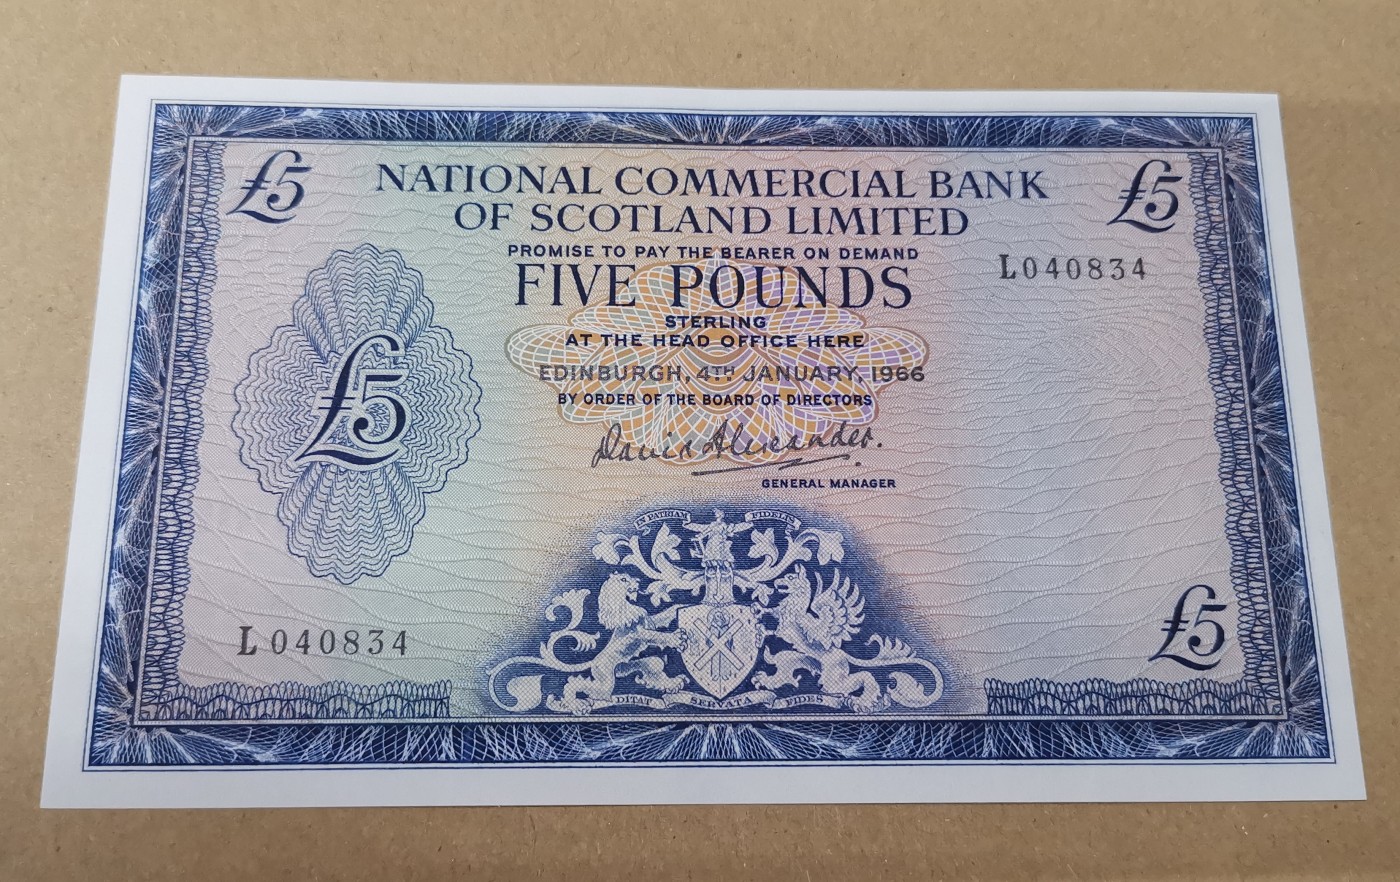 £5
£5
NATIONAL COMMERCIAL BANK
OF SCOTLAND LIMITED
PROMISE TO PAY THE BEARER ON DEMAND
FIVE POUNDS
L040834
STERLING
AT THE HEAD OFFICE HERE
EDINBURGH, 4TH JANUARY, 1966
BY ORDER OF THE BOARD OF DIRECTORS
£5
David Alexander.
GENERAL MANAGER
IN PATRIAM FIDELIS
L 040834
£5
DITAT SERVATA FIDES